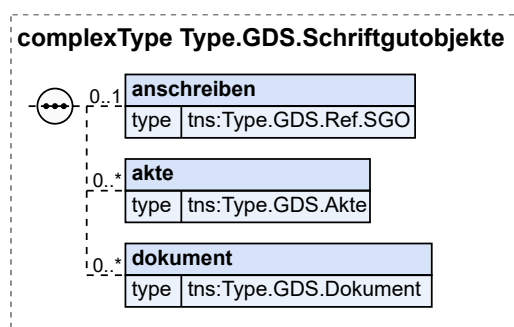 complexType Type.GDS.Schriftgutobjekte
0..1
anschreiben
type tns:Type.GDS.Ref.SGO
0..*
akte
type tns:Type.GDS.Akte
0..*
dokument
type tns:Type.GDS.Dokument